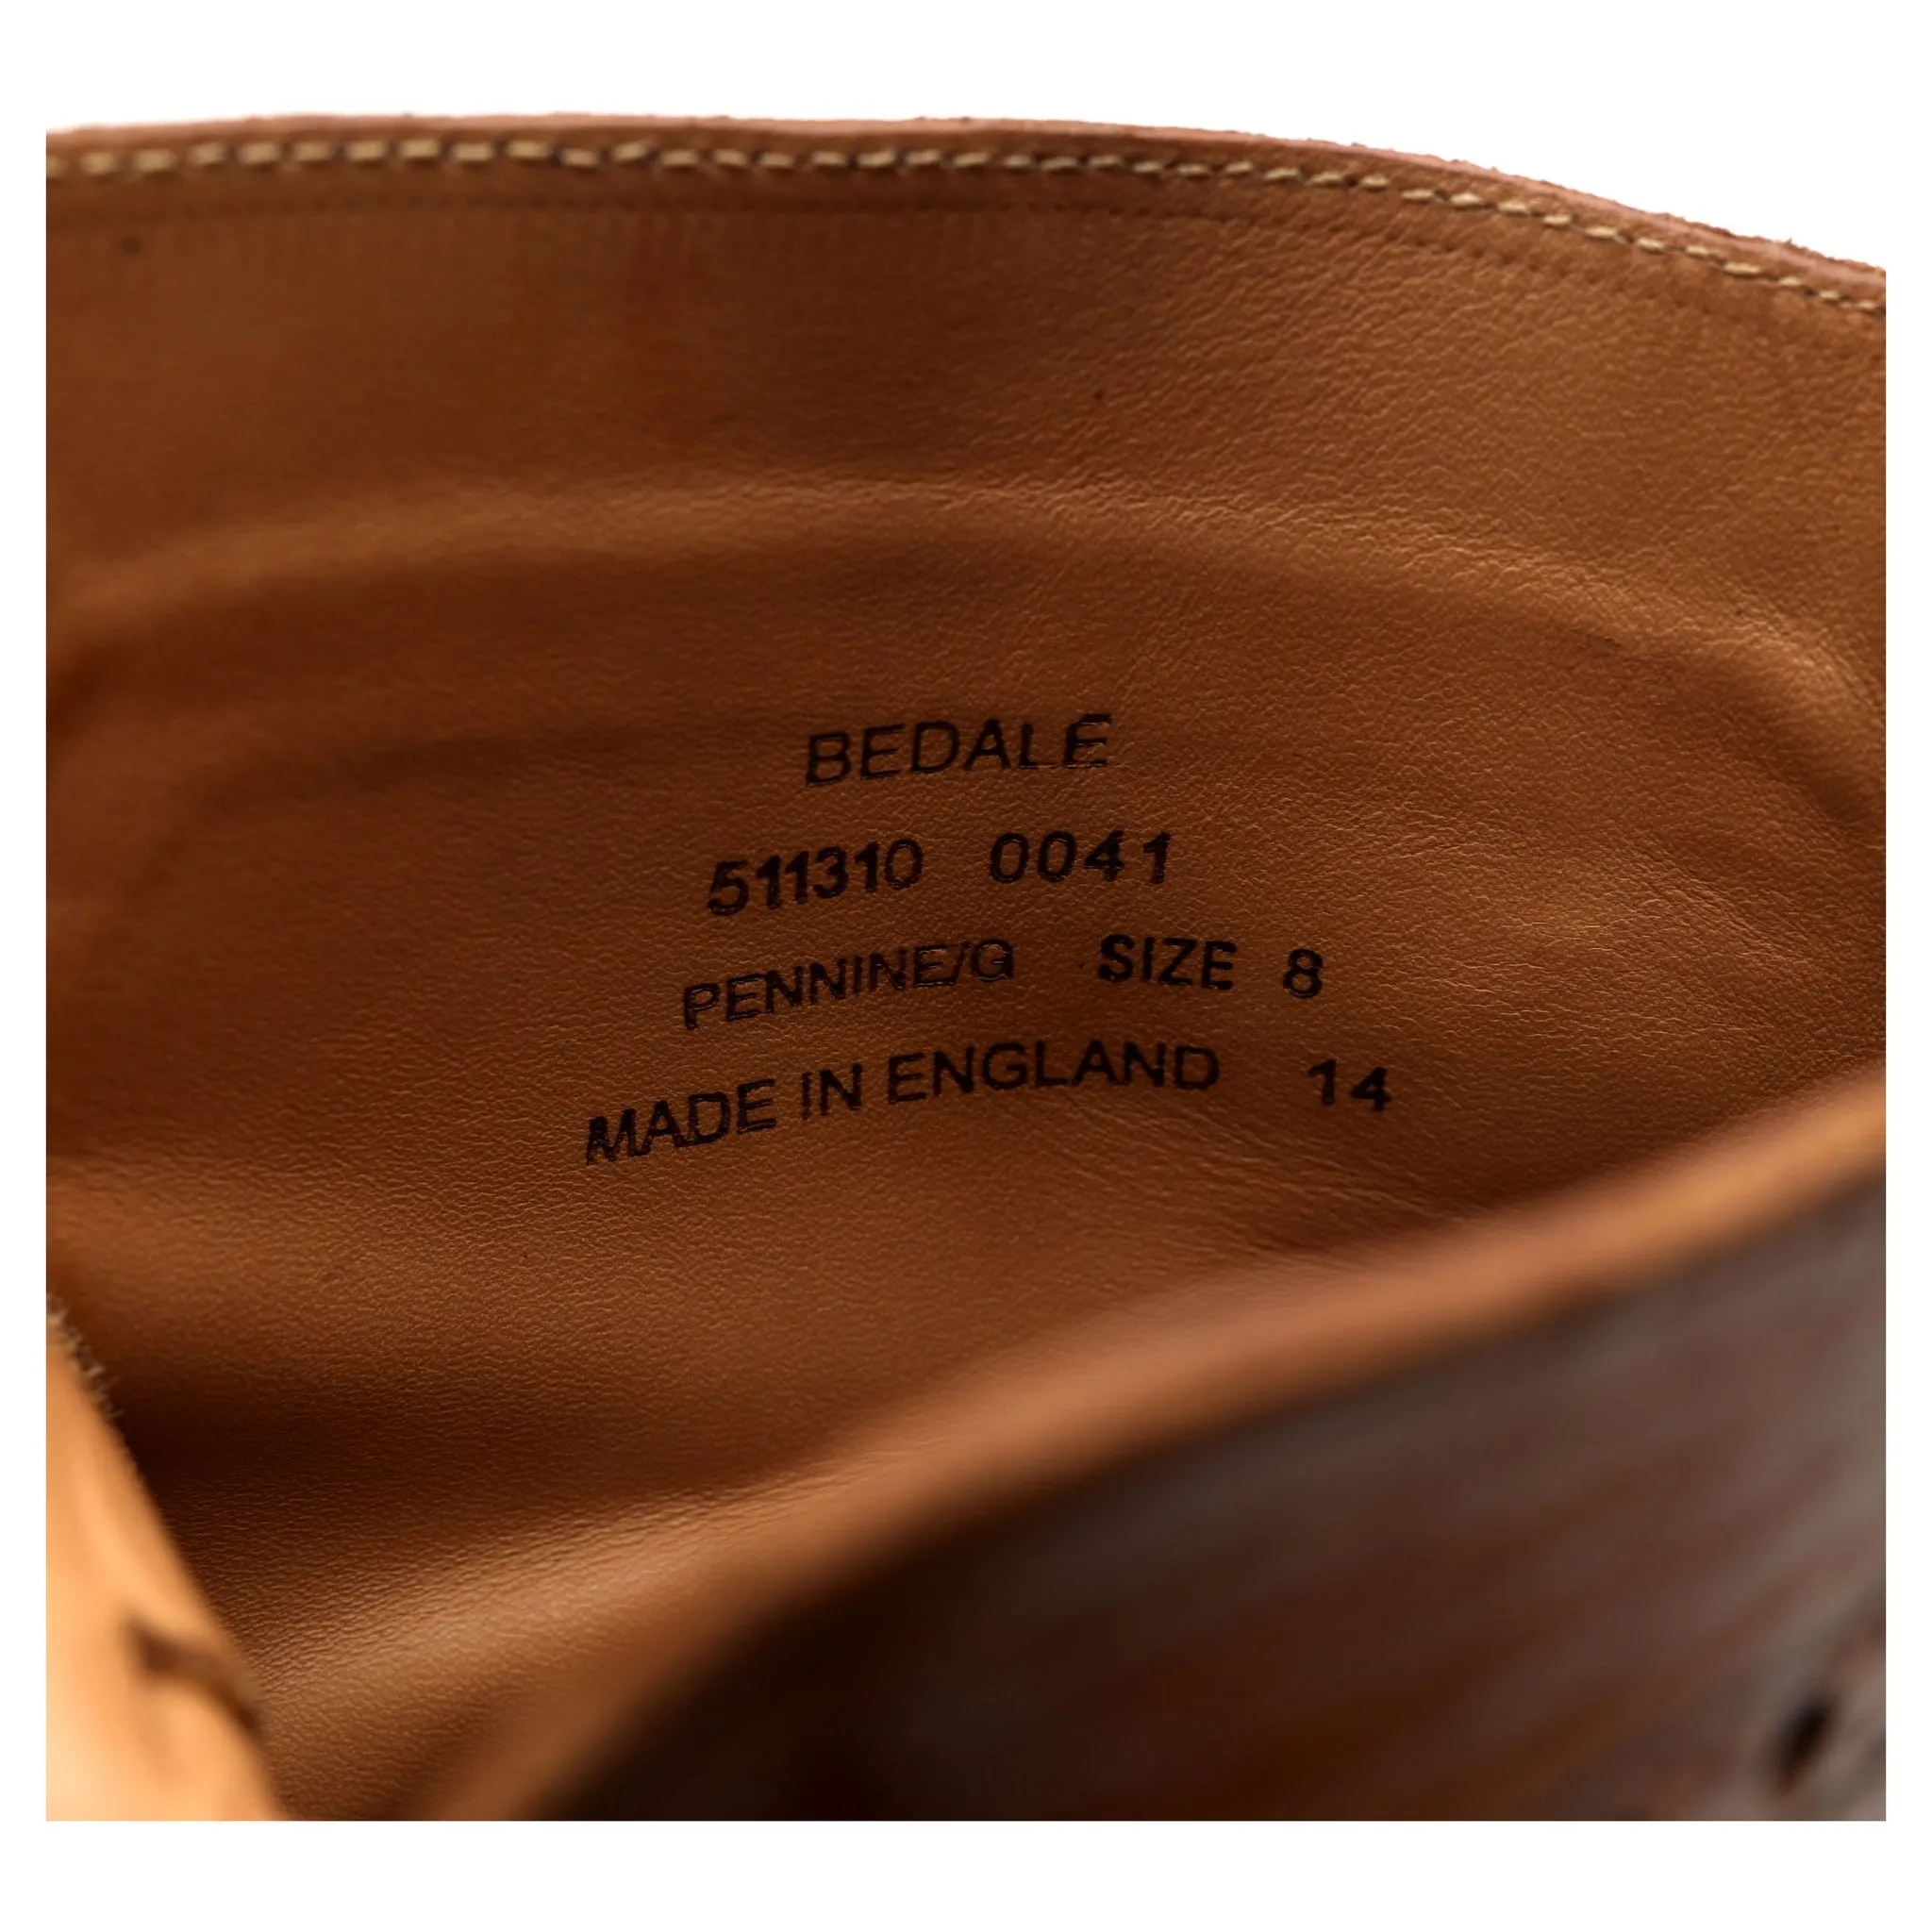 BEDALE
511310 0041
PENNINE/G SIZE 8
MADE IN ENGLAND 14